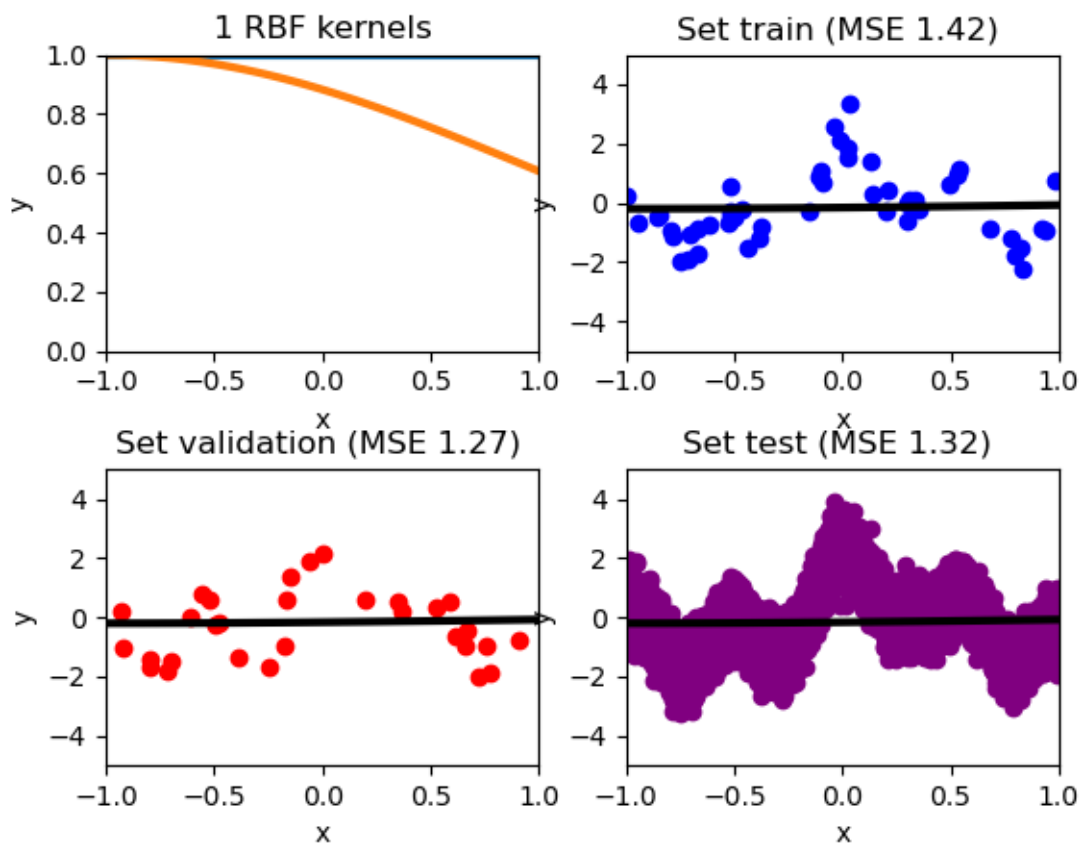 1 RBF kernels
1.0
0.8
0.6
0.4
0.2
0.0
y
−1.0 −0.5 0.0 0.5 1.0
x
Set train (MSE 1.42)
4
2
0
−2
−4
y
−1.0 −0.5 0.0 0.5 1.0
x
Set validation (MSE 1.27)
4
2
0
−2
−4
y
−1.0 −0.5 0.0 0.5 1.0
x
Set test (MSE 1.32)
4
2
0
−2
−4
y
−1.0 −0.5 0.0 0.5 1.0
x